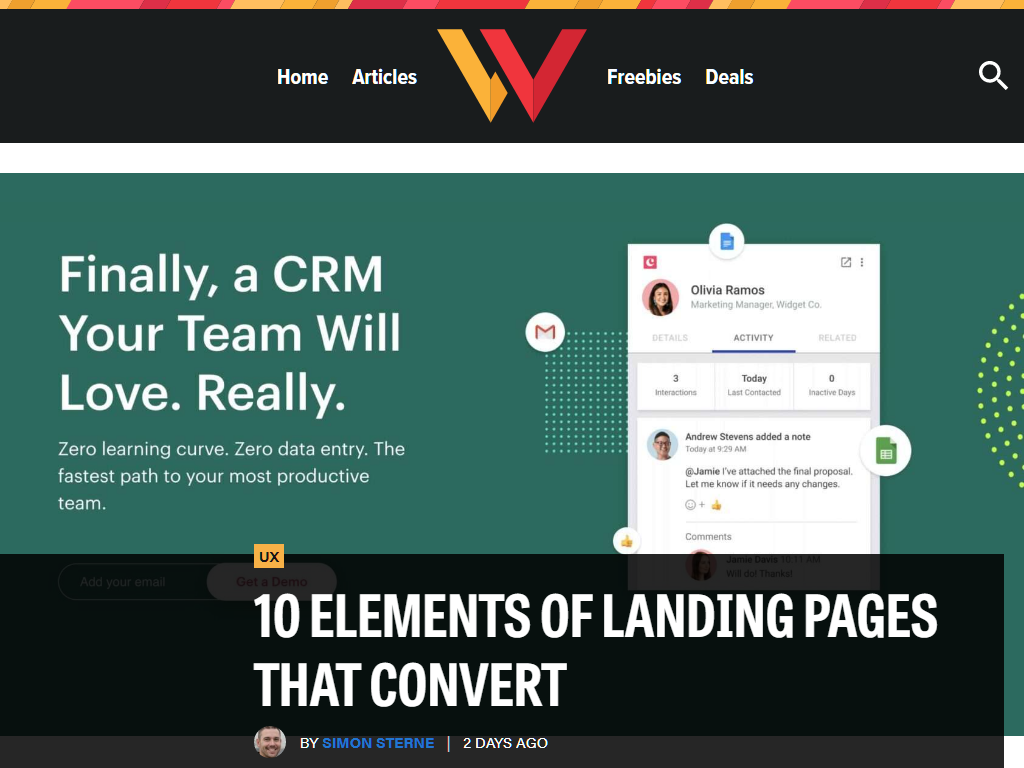 Home Articles Freebies Deals
Finally, a CRM
Your Team Will
Love. Really.
Zero learning curve. Zero data entry. The
fastest path to your most productive
team.
Add your email Get a Demo
Olivia Ramos
Marketing Manager, Widget Co.
DETAILS ACTIVITY RELATED
3 Today 0
Interactions Last Contacted Inactive Days
Andrew Stevens added a note
Today at 9:29 AM
@Jamie I've attached the final proposal.
Let me know if it needs any changes.
Comments
Jamie Davis 10:11 AM
Will do! Thanks!
UX
10 ELEMENTS OF LANDING PAGES
THAT CONVERT
BY SIMON STERNE | 2 DAYS AGO